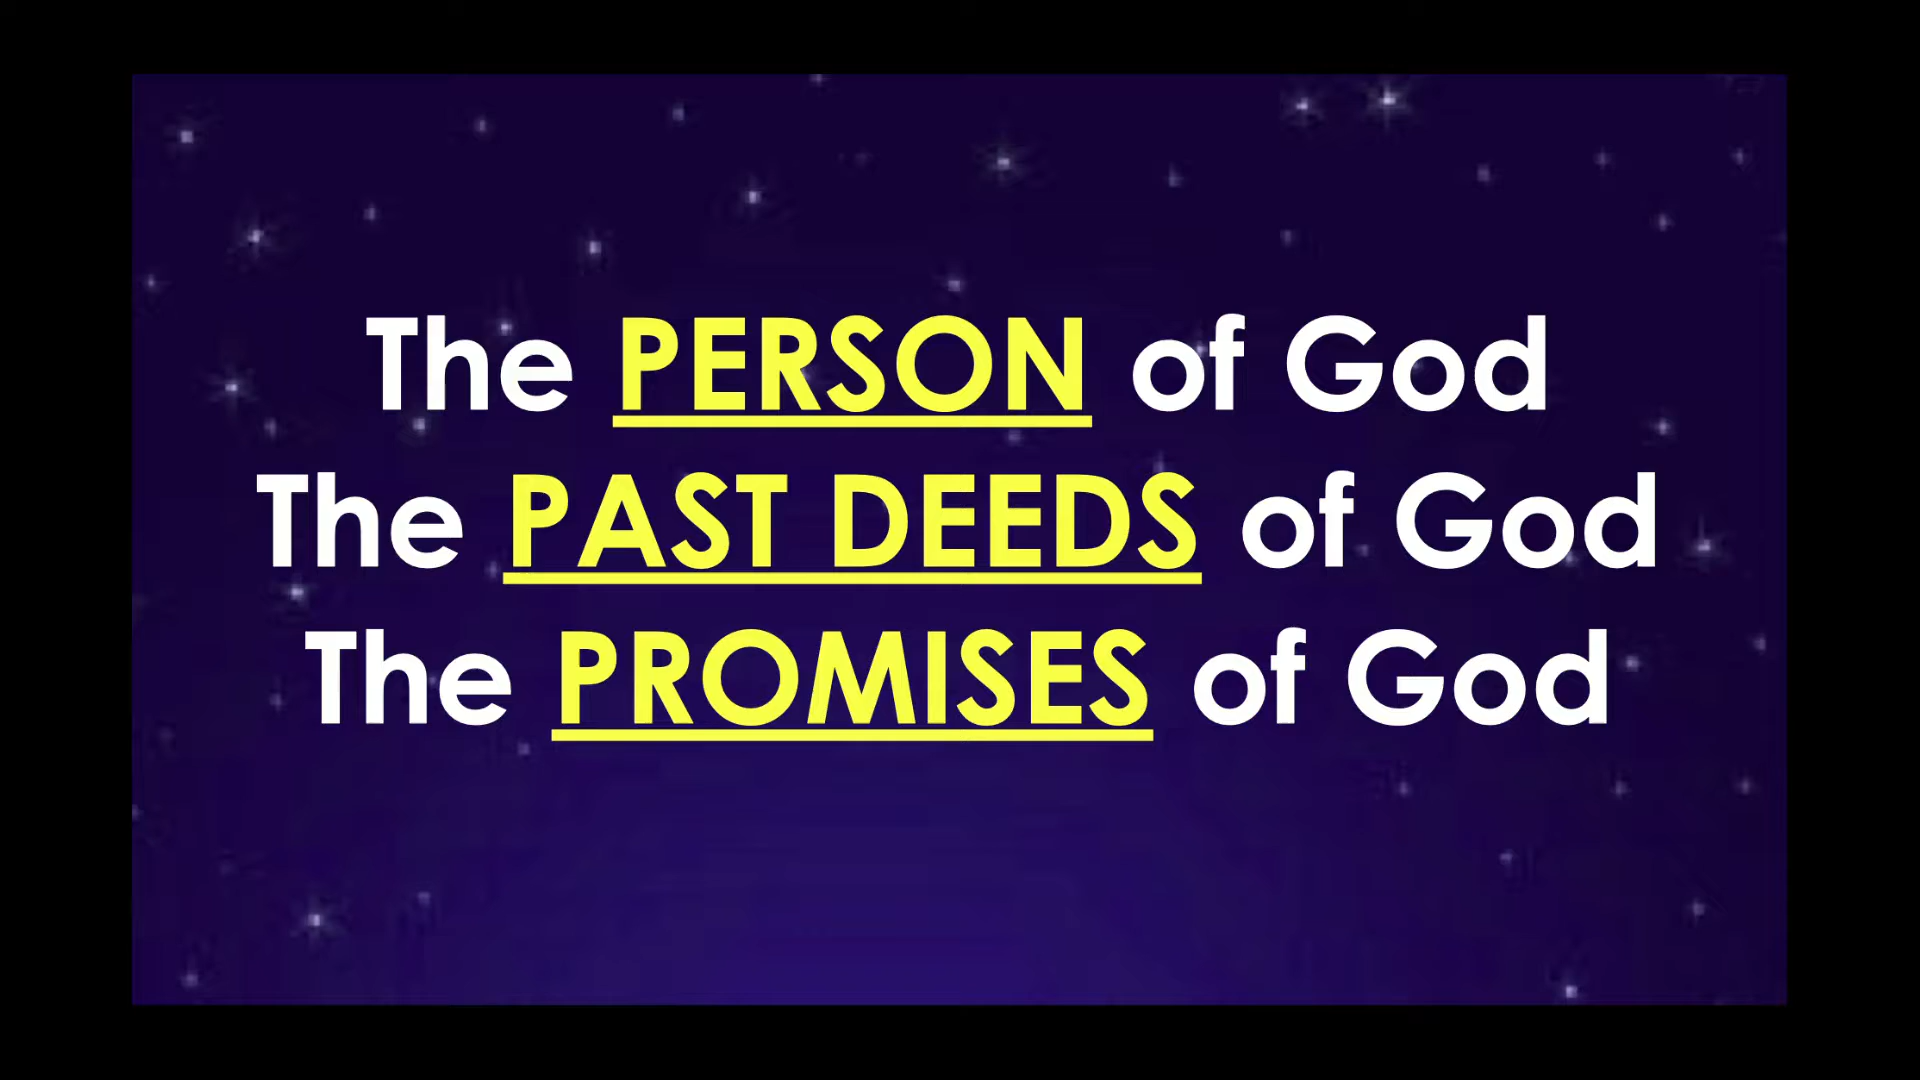 The PERSON of God
The PAST DEEDS of God
The PROMISES of God